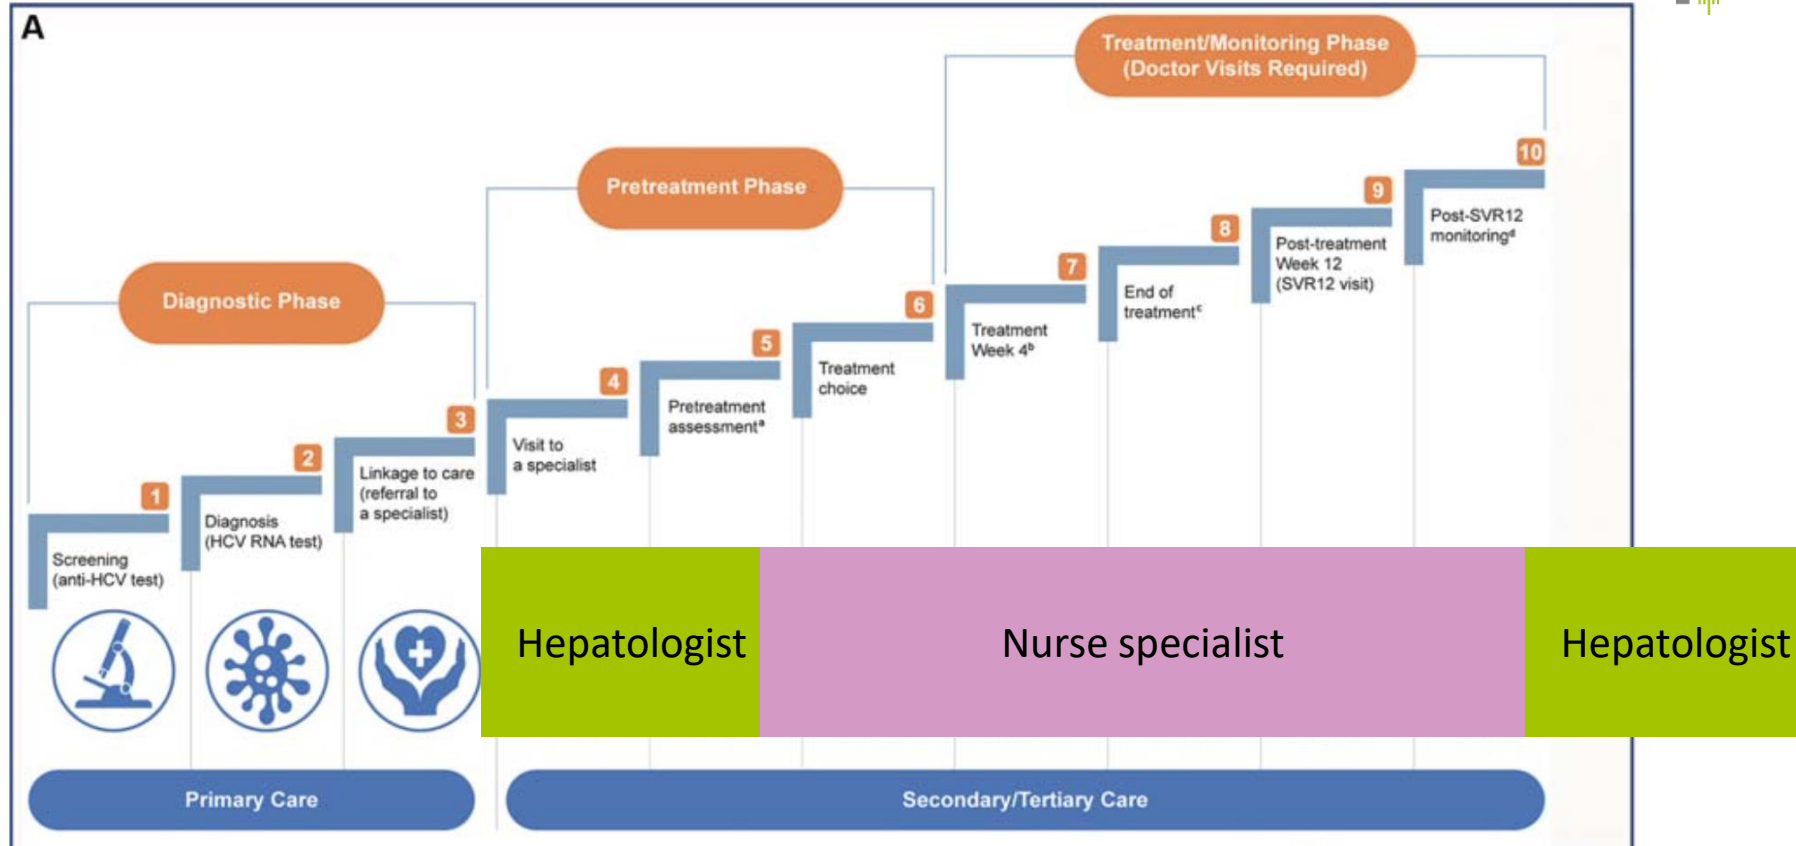 A
Treatment/Monitoring Phase
(Doctor Visits Required)
Pretreatment Phase
Diagnostic Phase
1
Screening
(anti-HCV test)
2
Diagnosis
(HCV RNA test)
3
Linkage to care
(referral to
a specialist)
4
Visit to
a specialist
5
Pretreatment
assessmentᵃ
6
Treatment
choice
7
Treatment
Week 4ᵇ
8
End of
treatmentᶜ
9
Post-treatment
Week 12
(SVR12 visit)
10
Post-SVR12
monitoringᵈ
Hepatologist
Nurse specialist
Hepatologist
Primary Care
Secondary/Tertiary Care